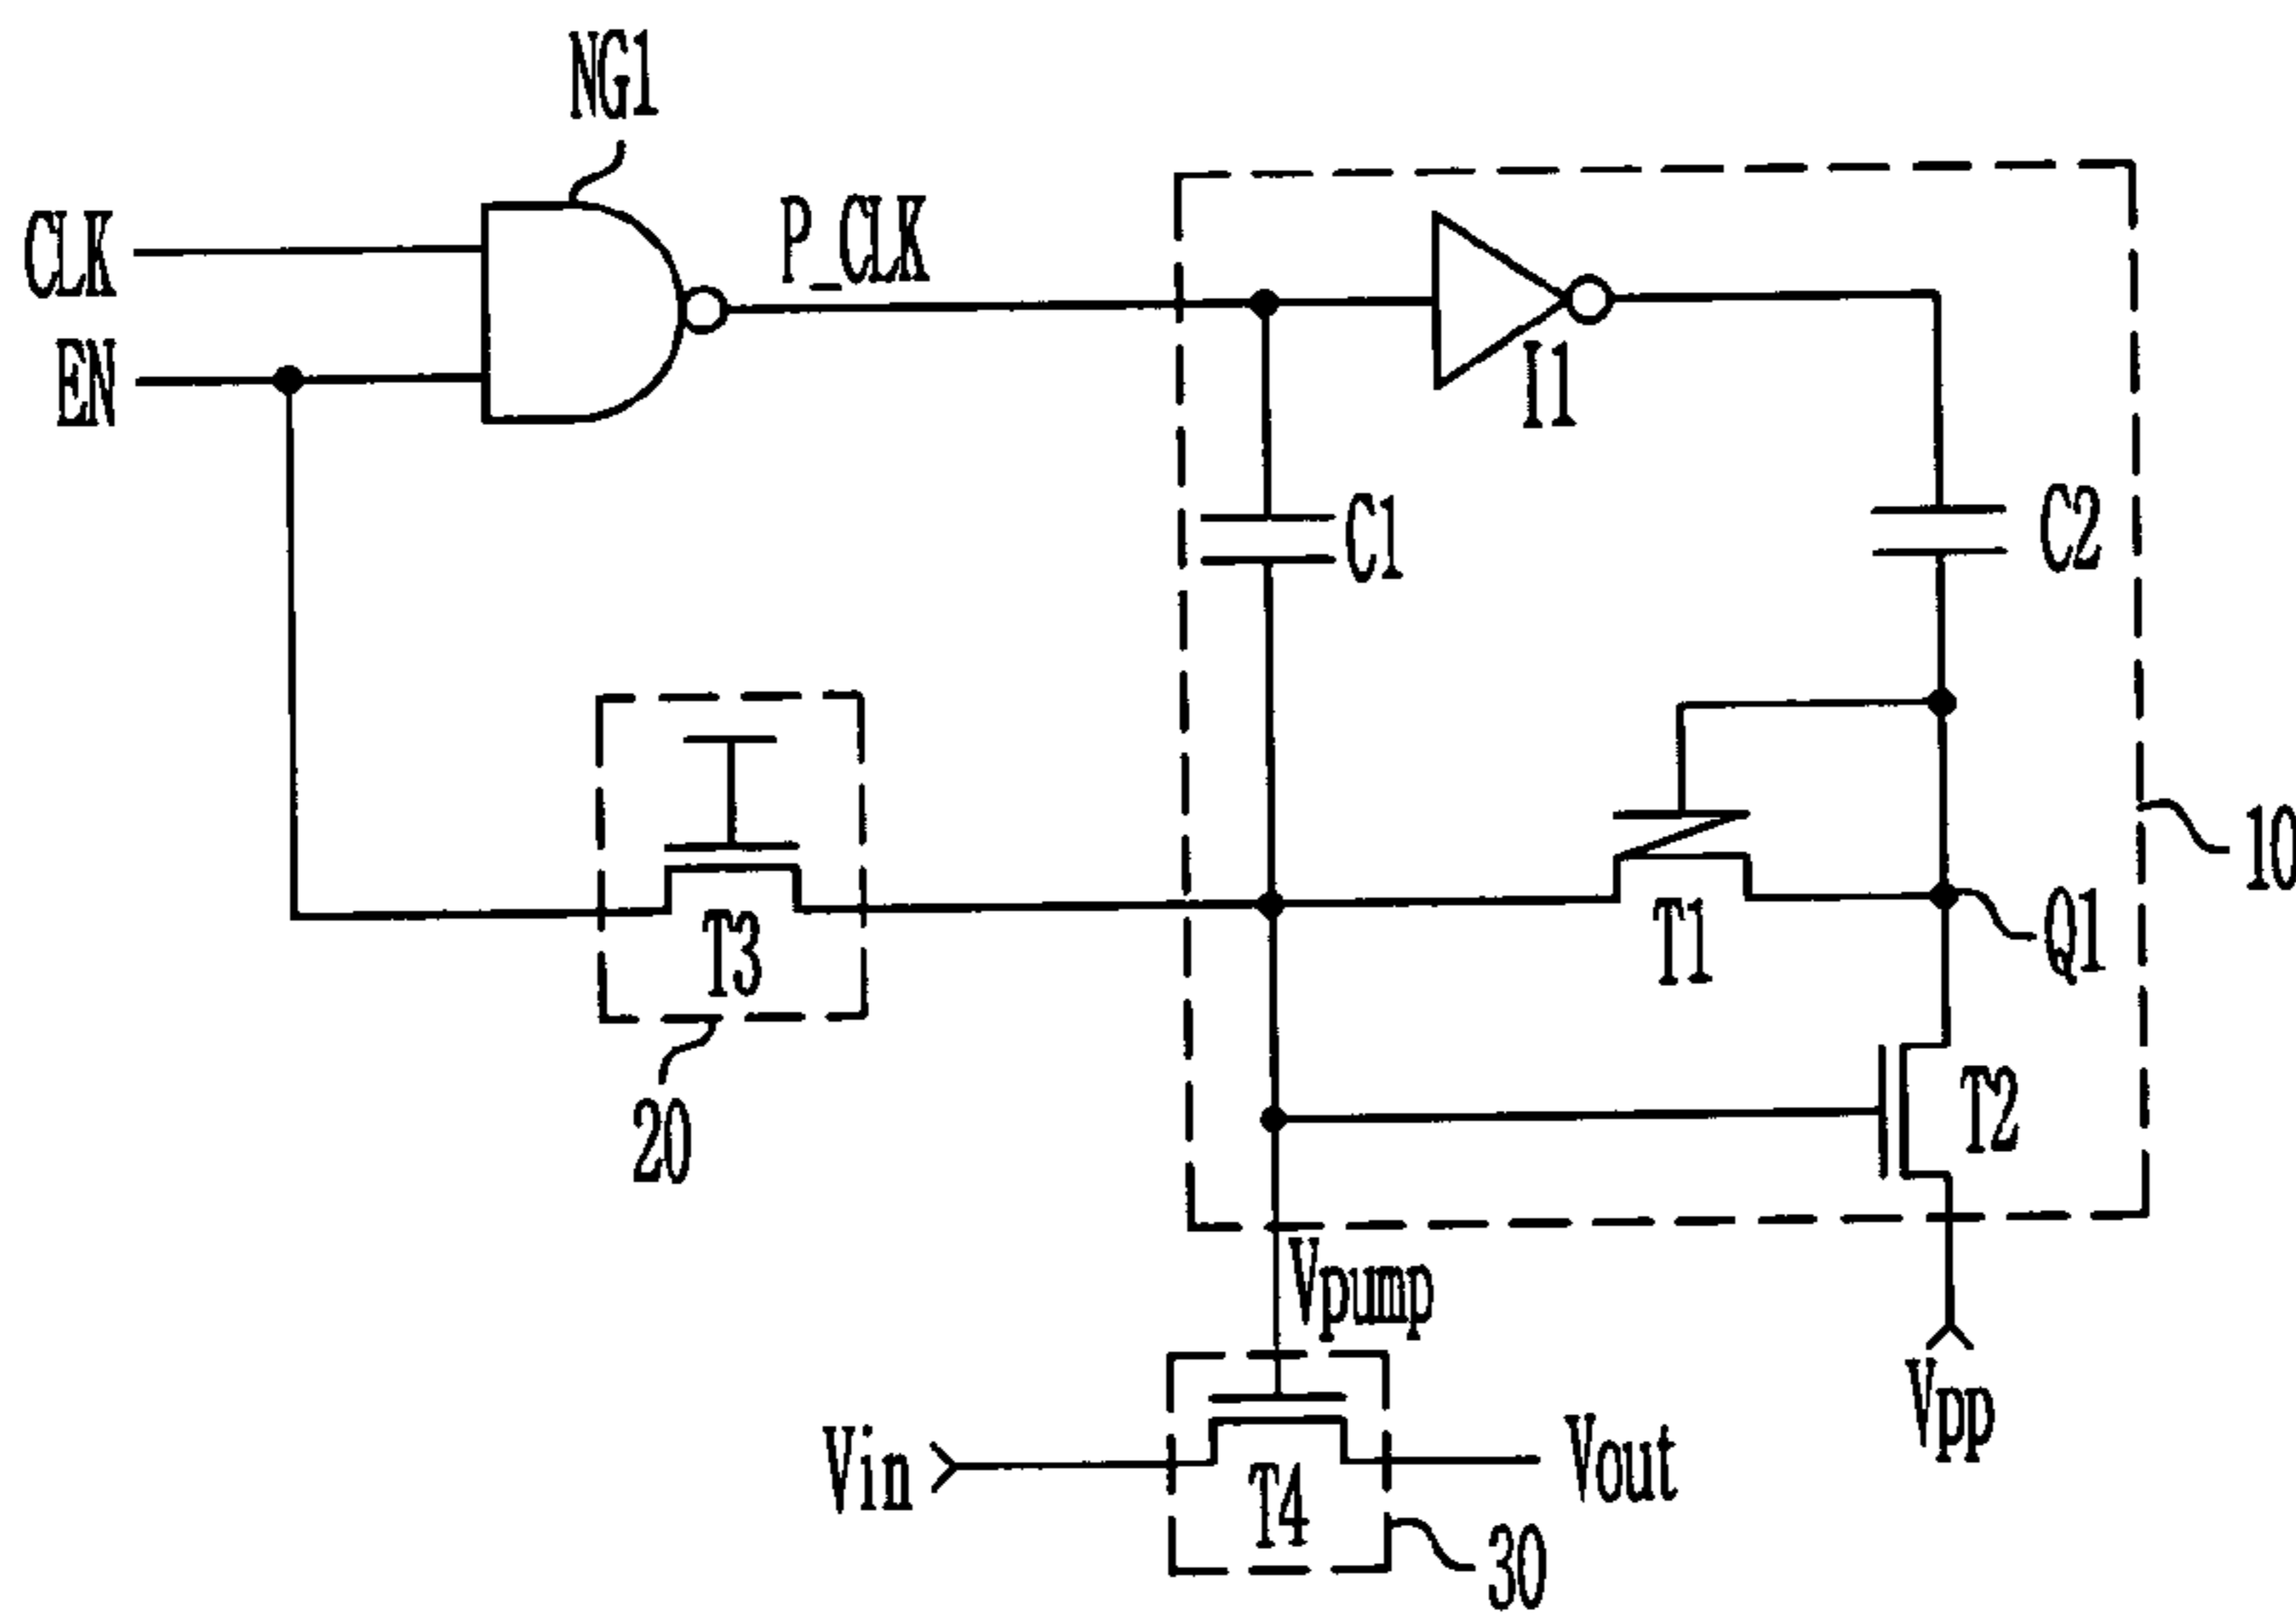 NG1
CLK
P_CLK
EN
I1
C1
C2
10
T3
T1
Q1
20
T2
Vpump
Vpp
Vin
T4
Vout
30